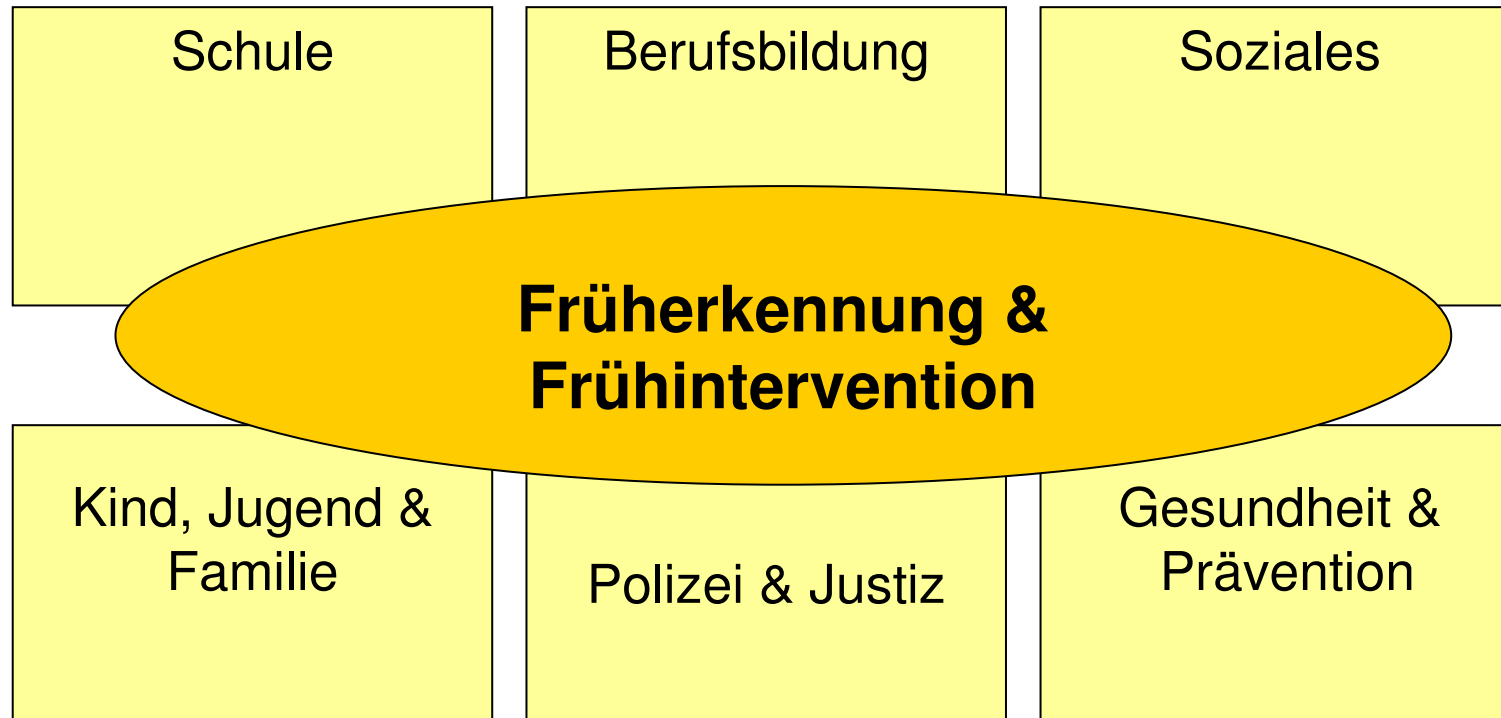 Schule
Berufsbildung
Soziales
Früherkennung &
Frühintervention
Kind, Jugend &
Familie
Polizei & Justiz
Gesundheit &
Prävention